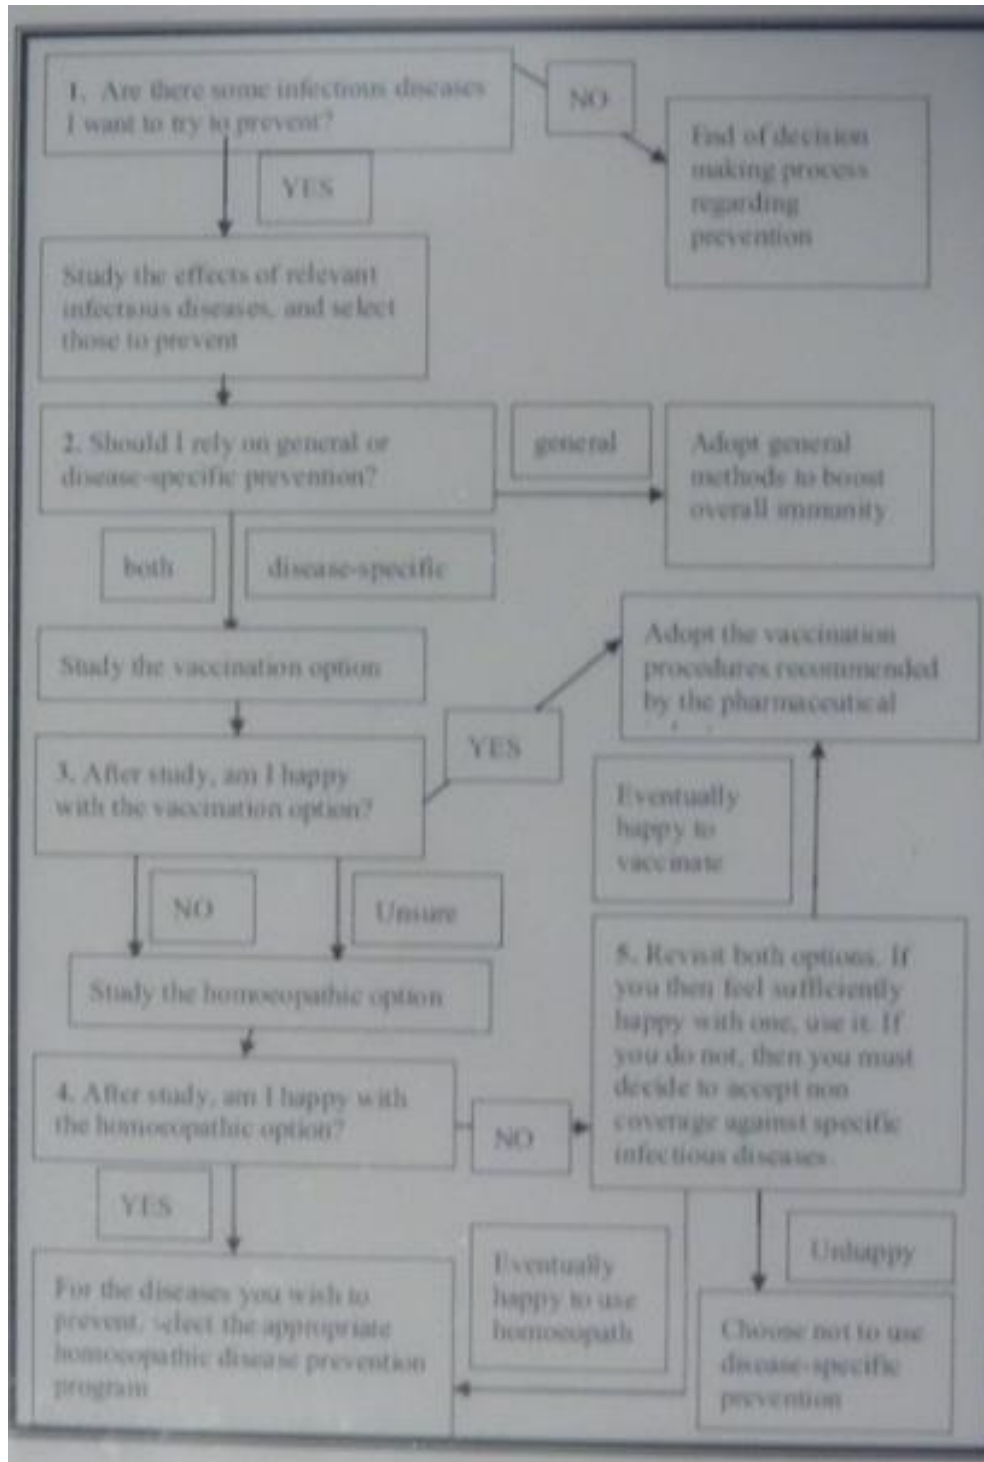 1. Are there some infectious diseases
I want to try to prevent?
NO
End of decision
making process
regarding
prevention
YES
Study the effects of relevant
infectious diseases, and select
those to prevent
2. Should I rely on general or
disease-specific prevention?
general
Adopt general
methods to boost
overall immunity
both
disease-specific
Study the vaccination option
Adopt the vaccination
procedures recommended
by the pharmaceutical
YES
3. After study, am I happy
with the vaccination option?
Eventually
happy to
vaccinate
NO
Unsure
Study the homoeopathic option
5. Revisit both options. If
you then feel sufficiently
happy with one, use it. If
you do not, then you must
decide to accept non
coverage against specific
infectious diseases.
4. After study, am I happy with
the homoeopathic option?
NO
YES
Unhappy
Eventually
happy to use
homoeopath
For the diseases you wish to
prevent, select the appropriate
homoeopathic disease prevention
program
Choose not to use
disease-specific
prevention